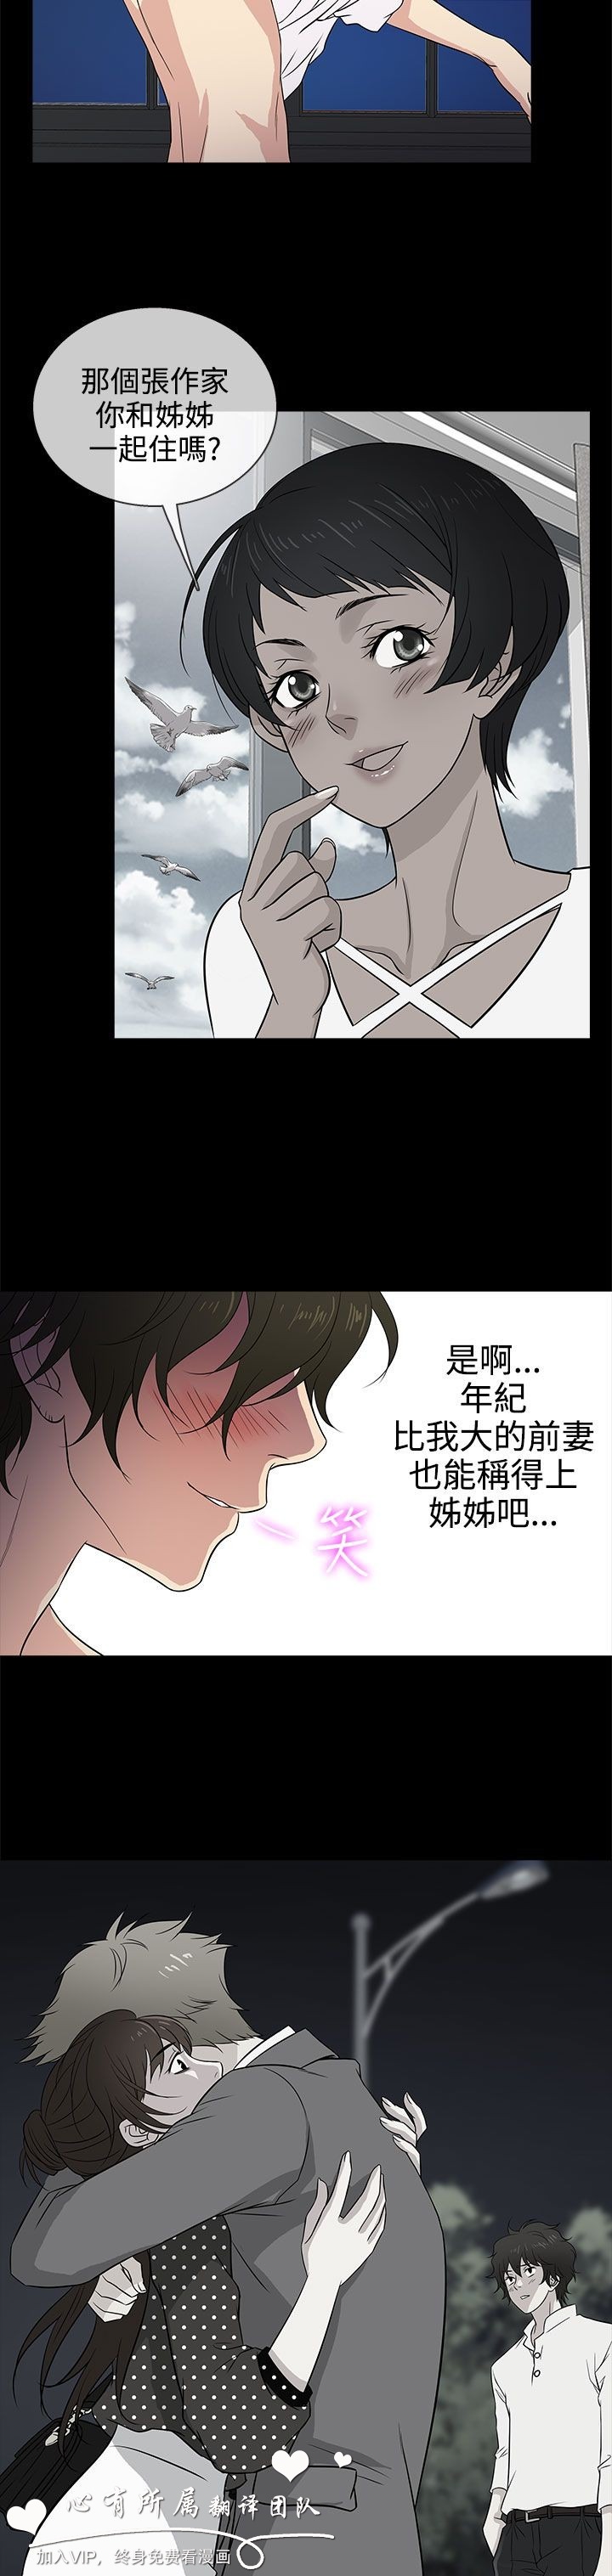 那個張作家
你和姊姊
一起住嗎?
是啊...
年紀
比我大的前妻
也能稱得上
姊姊吧...
笑
心有所属翻译团队
加入VIP，终身免费看漫画